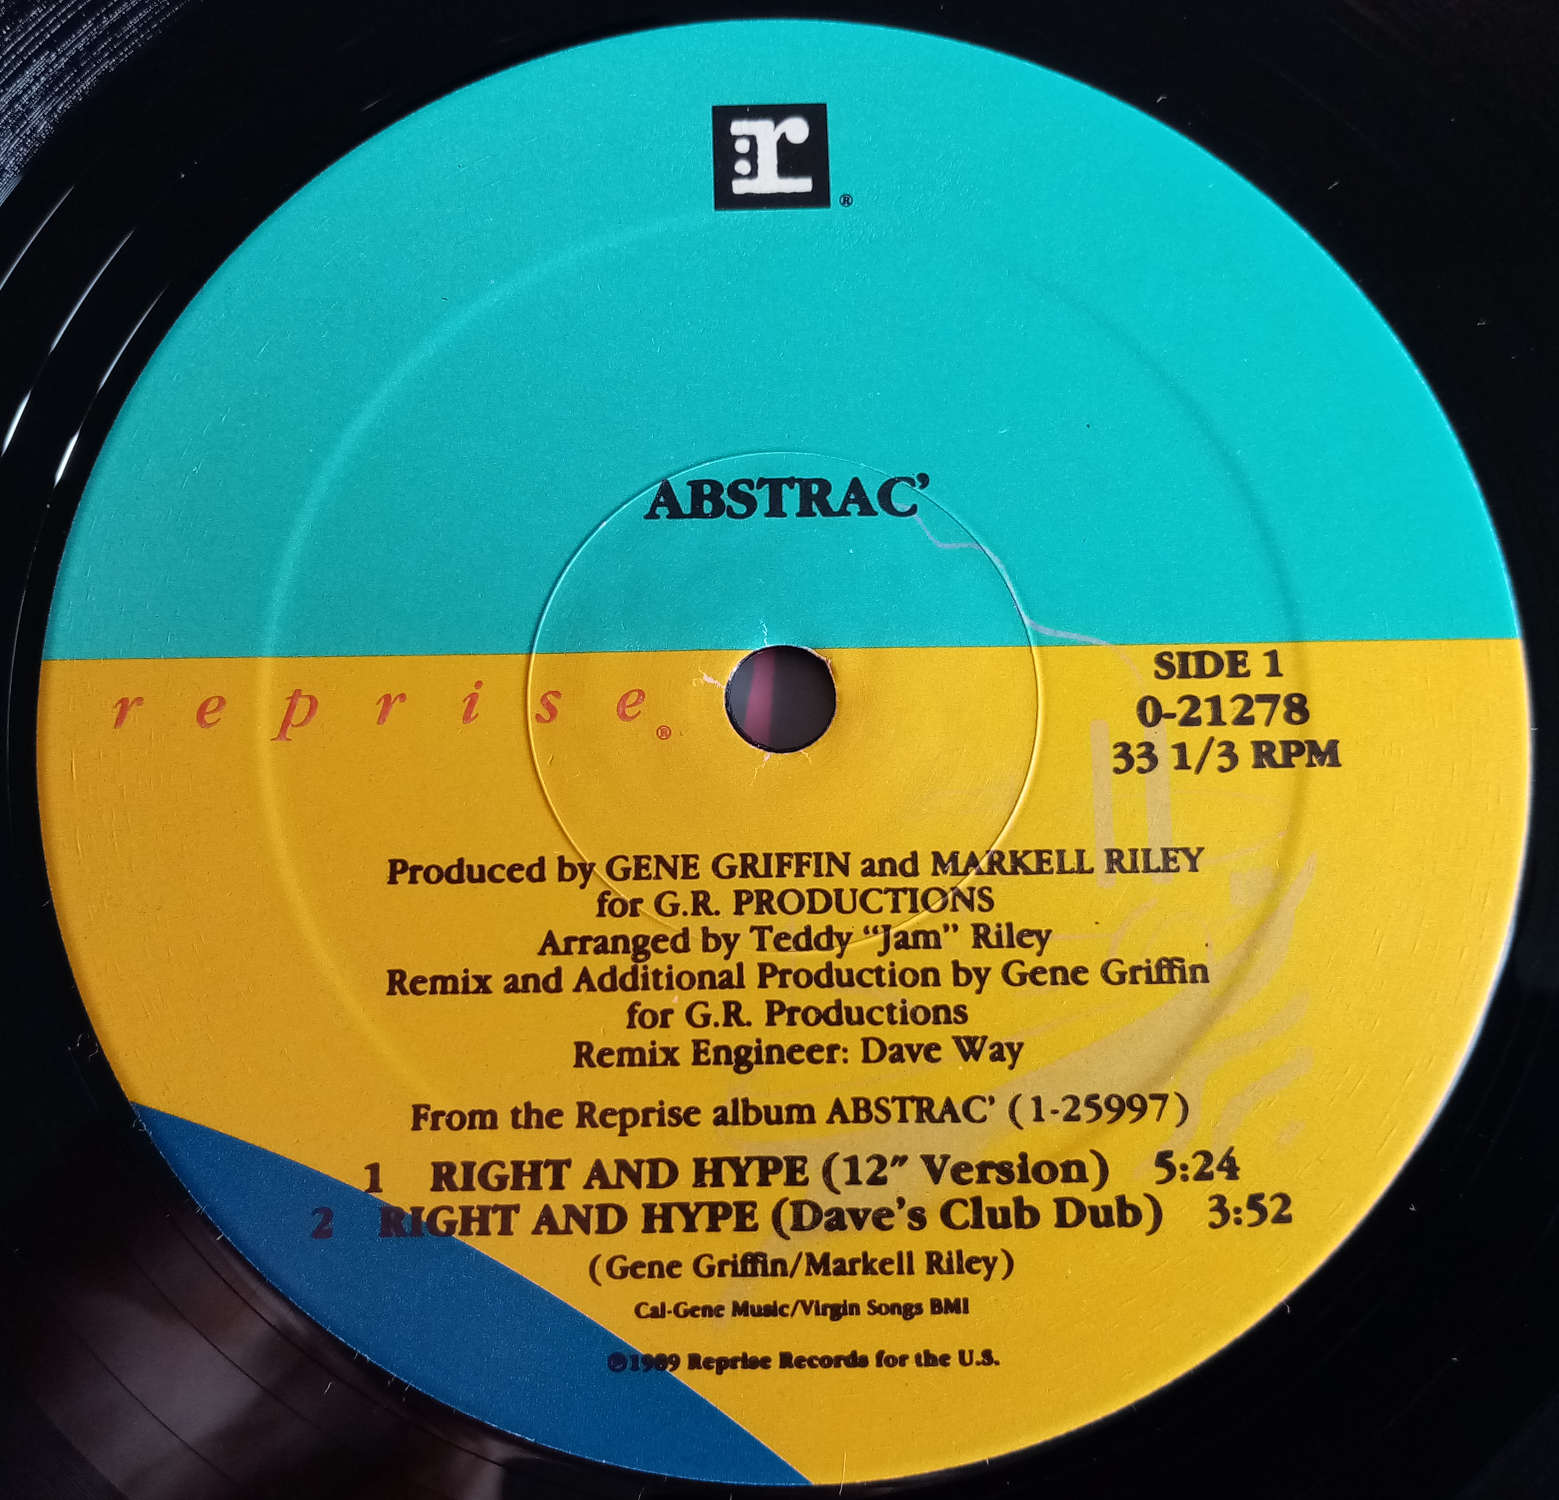 :r®
ABSTRAC’
reprise®
SIDE 1
0-21278
33 1/3 RPM
Produced by GENE GRIFFIN and MARKELL RILEY
for G.R. PRODUCTIONS
Arranged by Teddy “Jam” Riley
Remix and Additional Production by Gene Griffin
for G.R. Productions
Remix Engineer: Dave Way
From the Reprise album ABSTRAC’ (1-25997)
1 RIGHT AND HYPE (12″ Version) 5:24
2 RIGHT AND HYPE (Dave’s Club Dub) 3:52
(Gene Griffin/Markell Riley)
Cal-Gene Music/Virgin Songs BMI
℗1989 Reprise Records for the U.S.